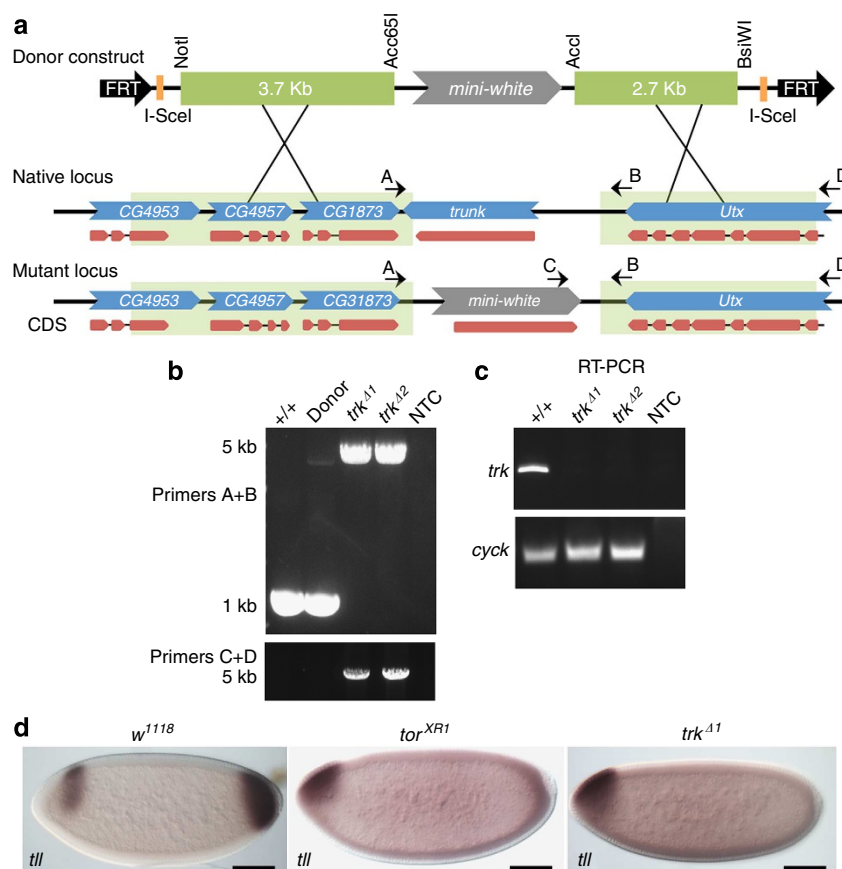 a
Donor construct
FRT
I-SceI
NotI
3.7 Kb
Acc65I
mini-white
AccI
2.7 Kb
BsiWI
I-SceI
FRT
Native locus
A
B
D
CG4953
CG4957
CG1873
trunk
Utx
Mutant locus
A
C
B
D
CG4953
CG4957
CG31873
mini-white
Utx
CDS
b
+/+
Donor
trkΔ1
trkΔ2
NTC
5 kb
Primers A+B
1 kb
Primers C+D
5 kb
c
RT-PCR
+/+
trkΔ1
trkΔ2
NTC
trk
cyck
d
w1118
torXR1
trkΔ1
tll
tll
tll